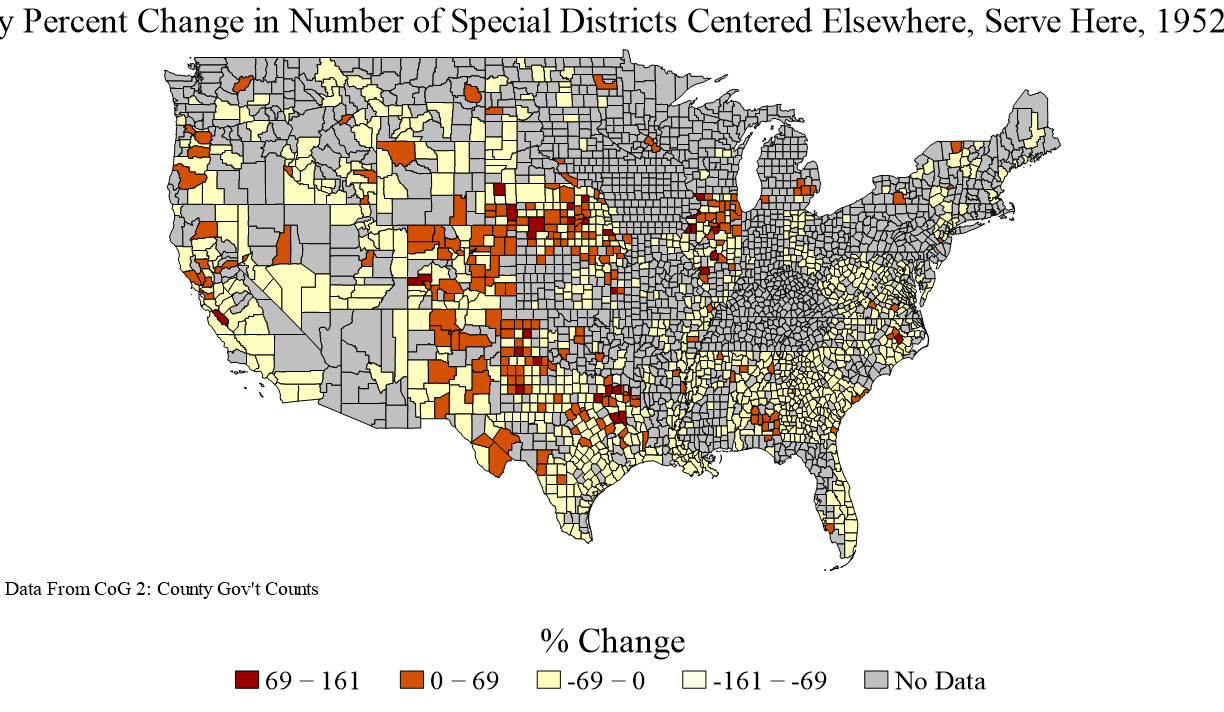 y Percent Change in Number of Special Districts Centered Elsewhere, Serve Here, 1952
Data From CoG 2: County Gov't Counts
% Change
69 − 161
0 − 69
-69 − 0
-161 − -69
No Data